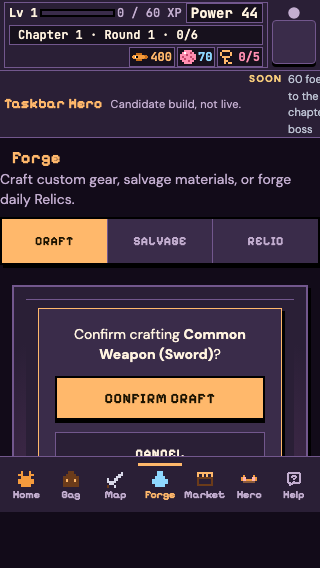 Lv 1 0 / 60 XP Power 44
Chapter 1 · Round 1 · 0/6
400 70 0/5
SOON 60 foe
to the
chapte
boss
Taskbar Hero Candidate build, not live.
Forge
Craft custom gear, salvage materials, or forge
daily Relics.
CRAFT SALVAGE RELIC
Confirm crafting Common
Weapon (Sword)?
CONFIRM CRAFT
CANCEL
Home Bag Map Forge Market Hero Help